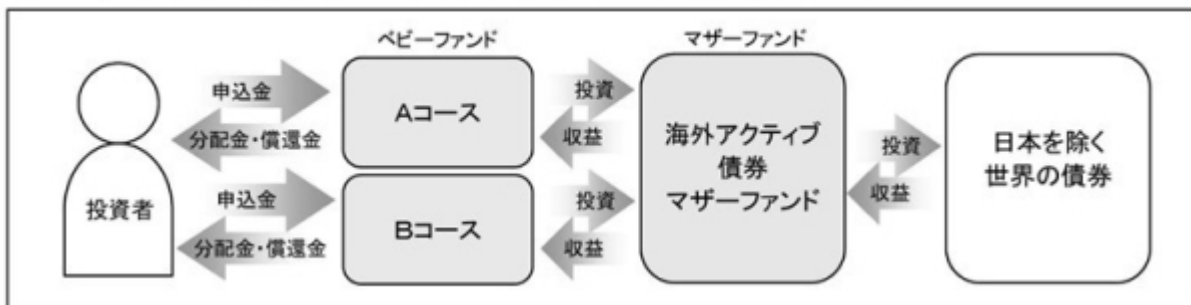 ベビーファンド
マザーファンド
申込金
分配金・償還金
Aコース
投資
収益
投資者
申込金
分配金・償還金
Bコース
投資
収益
海外アクティブ
債券
マザーファンド
投資
収益
日本を除く
世界の債券